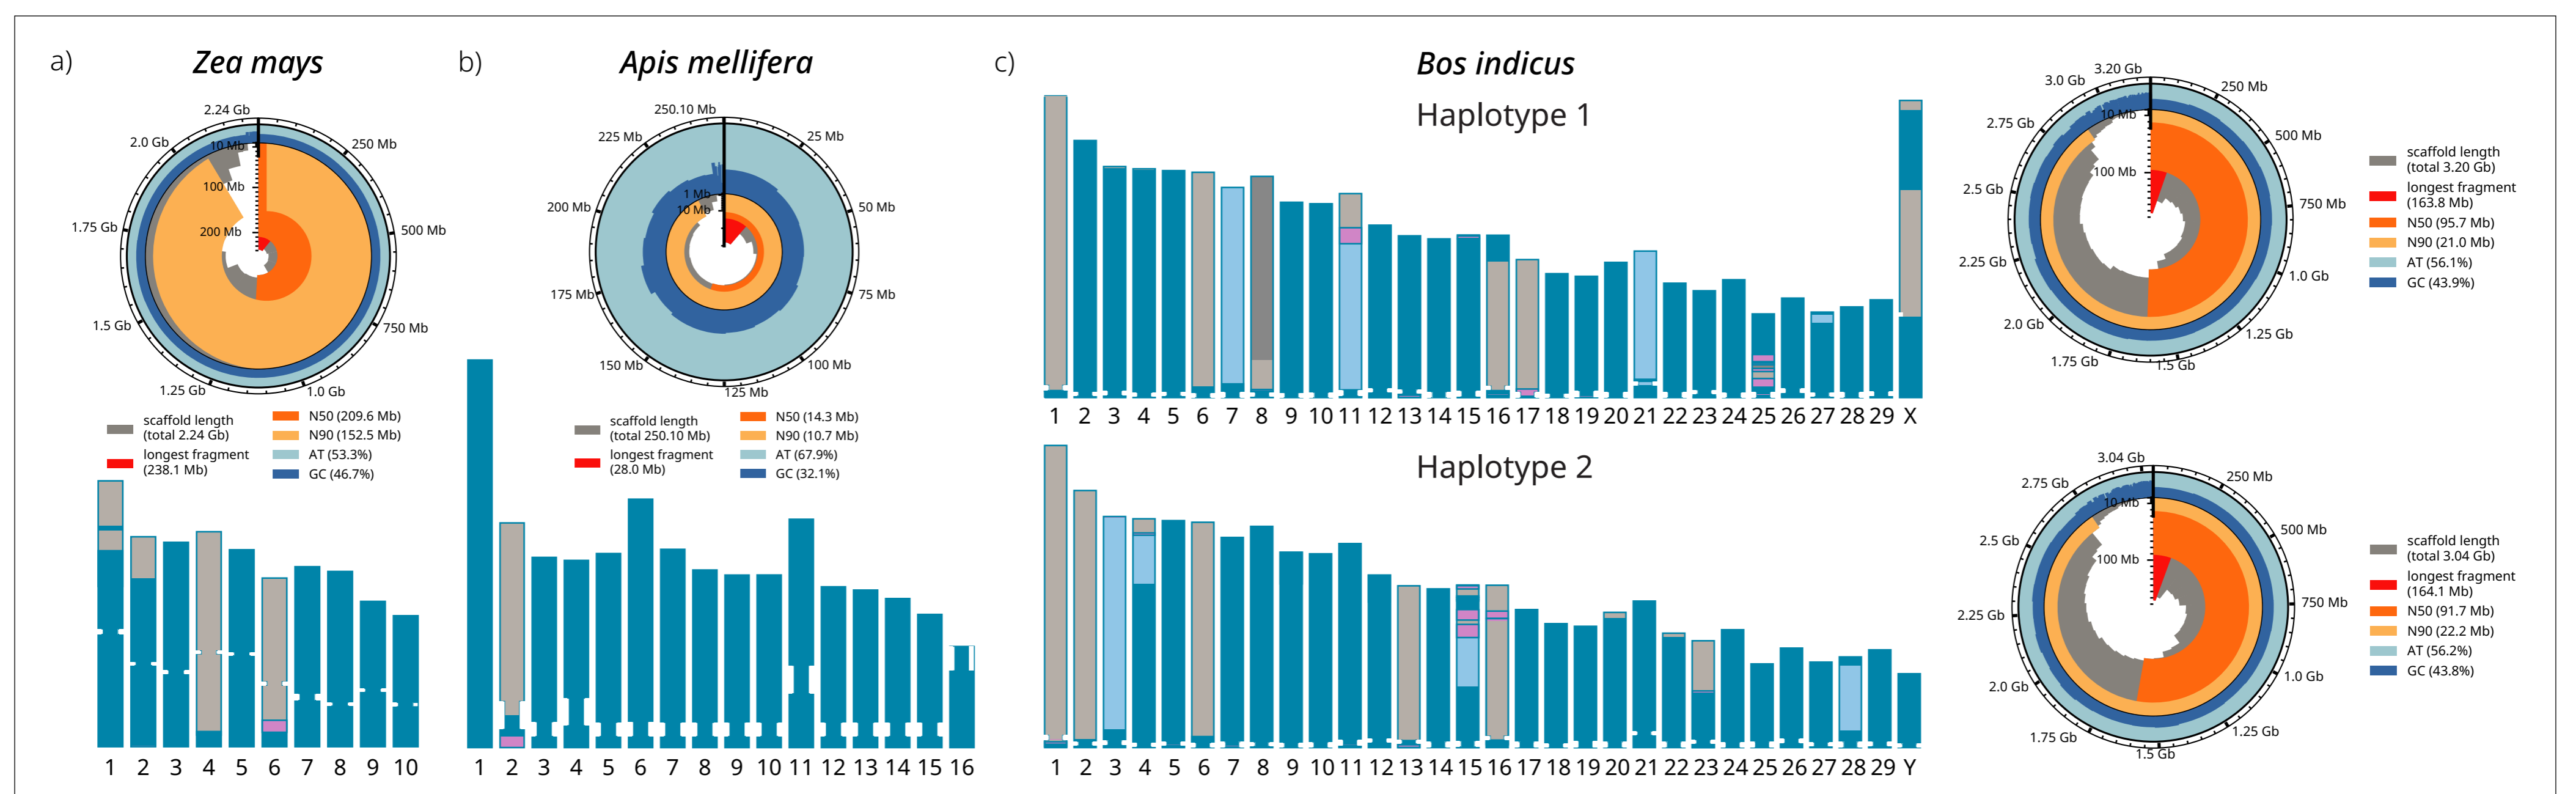 a)
Zea mays
2.24 Gb
250 Mb
500 Mb
750 Mb
1.0 Gb
1.25 Gb
1.5 Gb
1.75 Gb
2.0 Gb
10 Mb
100 Mb
200 Mb
scaffold length
(total 2.24 Gb)
longest fragment
(238.1 Mb)
N50 (209.6 Mb)
N90 (152.5 Mb)
AT (53.3%)
GC (46.7%)
1 2 3 4 5 6 7 8 9 10
b)
Apis mellifera
250.10 Mb
25 Mb
50 Mb
75 Mb
100 Mb
125 Mb
150 Mb
175 Mb
200 Mb
225 Mb
1 Mb
10 Mb
scaffold length
(total 250.10 Mb)
longest fragment
(28.0 Mb)
N50 (14.3 Mb)
N90 (10.7 Mb)
AT (67.9%)
GC (32.1%)
1 2 3 4 5 6 7 8 9 10 11 12 13 14 15 16
c)
Bos indicus
Haplotype 1
1 2 3 4 5 6 7 8 9 10 11 12 13 14 15 16 17 18 19 20 21 22 23 24 25 26 27 28 29 X
3.20 Gb
250 Mb
500 Mb
750 Mb
1.0 Gb
1.25 Gb
1.5 Gb
1.75 Gb
2.0 Gb
2.25 Gb
2.5 Gb
2.75 Gb
3.0 Gb
10 Mb
100 Mb
scaffold length
(total 3.20 Gb)
longest fragment
(163.8 Mb)
N50 (95.7 Mb)
N90 (21.0 Mb)
AT (56.1%)
GC (43.9%)
Haplotype 2
1 2 3 4 5 6 7 8 9 10 11 12 13 14 15 16 17 18 19 20 21 22 23 24 25 26 27 28 29 Y
3.04 Gb
250 Mb
500 Mb
750 Mb
1.0 Gb
1.25 Gb
1.5 Gb
1.75 Gb
2.0 Gb
2.25 Gb
2.5 Gb
2.75 Gb
10 Mb
100 Mb
scaffold length
(total 3.04 Gb)
longest fragment
(164.1 Mb)
N50 (91.7 Mb)
N90 (22.2 Mb)
AT (56.2%)
GC (43.8%)